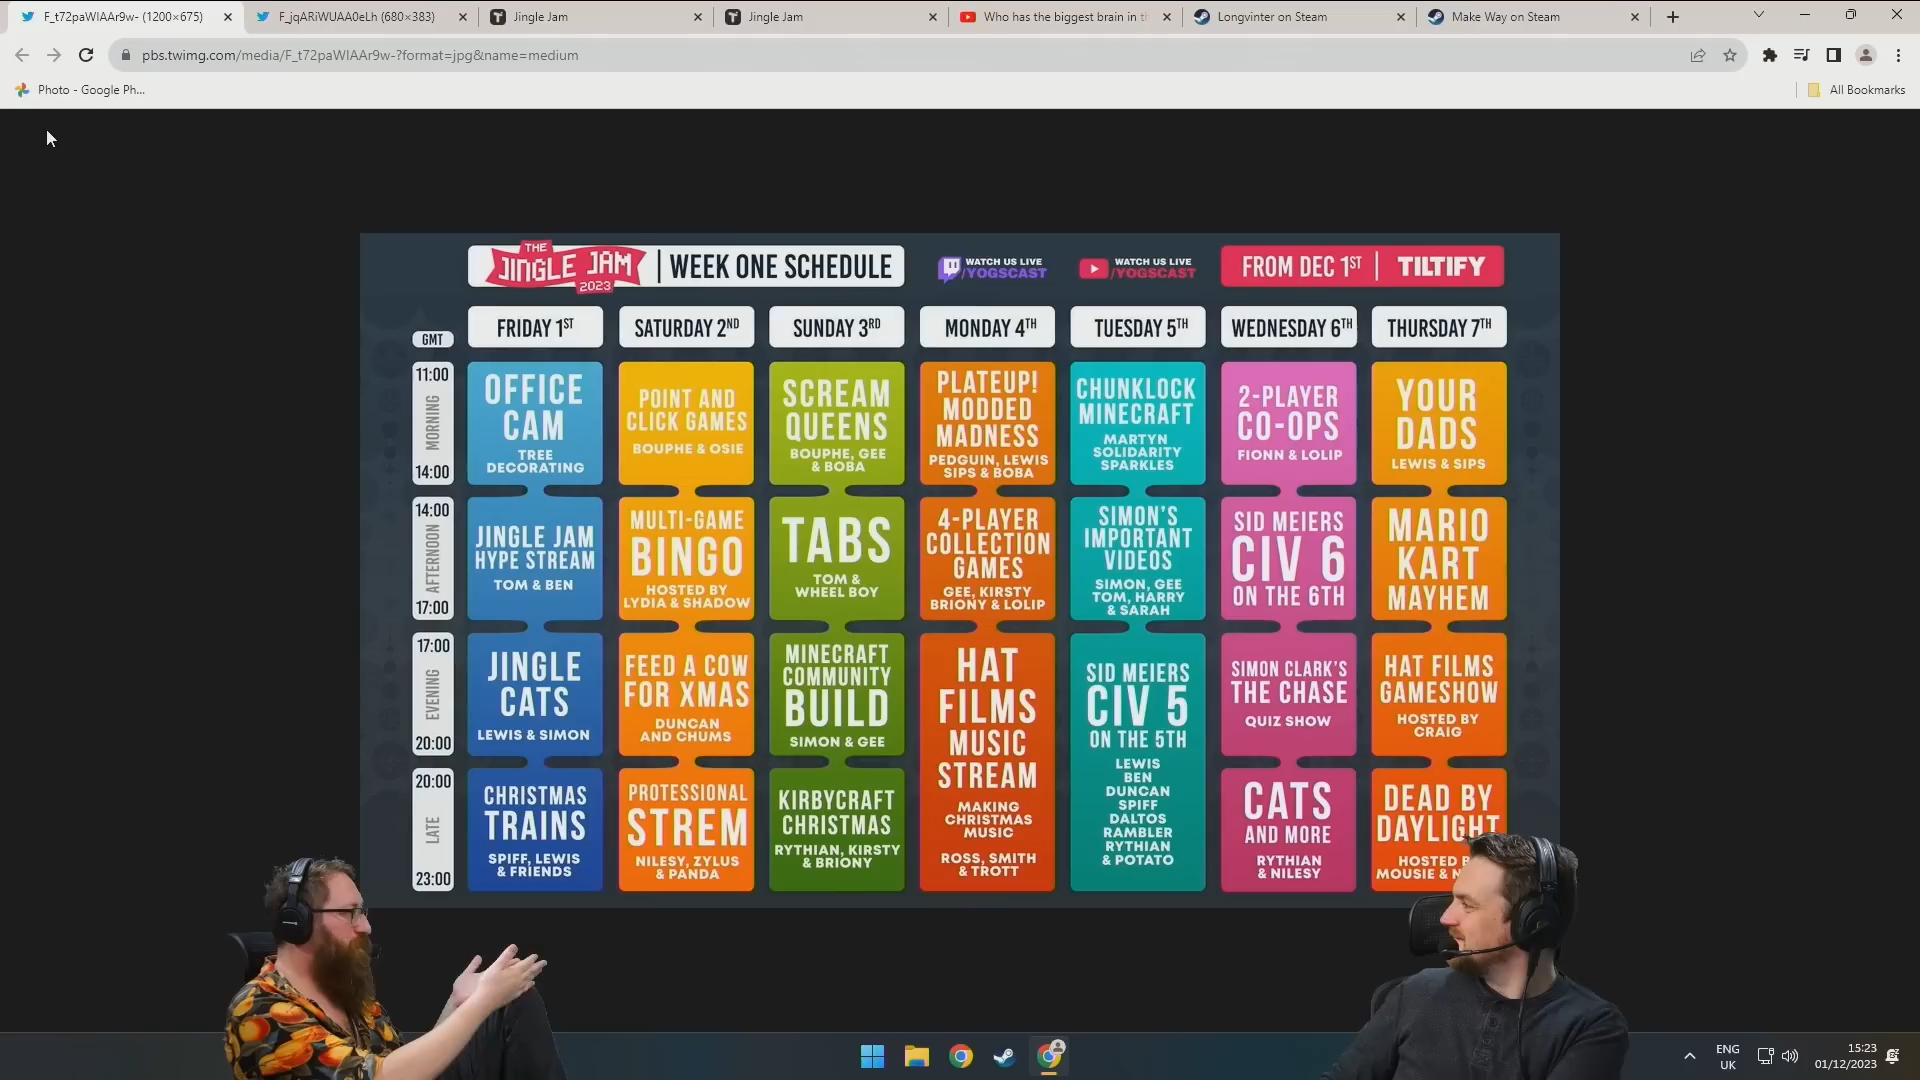 F_t72paWIAAr9w- (1200×675)
F_jqARiWUAA0eLh (680×383)
Jingle Jam
Jingle Jam
Who has the biggest brain in
Longvinter on Steam
Make Way on Steam
pbs.twimg.com/media/F_t72paWIAAr9w-?format=jpg&name=medium
Photo - Google Ph...
All Bookmarks
THE
JINGLE JAM
2023
WEEK ONE SCHEDULE
WATCH US LIVE
/YOGSCAST
WATCH US LIVE
/YOGSCAST
FROM DEC 1ST | TILTIFY
GMT
FRIDAY 1ST
SATURDAY 2ND
SUNDAY 3RD
MONDAY 4TH
TUESDAY 5TH
WEDNESDAY 6TH
THURSDAY 7TH
11:00
MORNING
14:00
OFFICE
CAM
TREE
DECORATING
POINT AND
CLICK GAMES
BOUPHE & OSIE
SCREAM
QUEENS
BOUPHE, GEE
& BOBA
PLATEUP!
MODDED
MADNESS
PEDGUIN, LEWIS
SIPS & BOBA
CHUNKLOCK
MINECRAFT
MARTYN
SOLIDARITY
SPARKLES
2-PLAYER
CO-OPS
FIONN & LOLIP
YOUR
DADS
LEWIS & SIPS
14:00
AFTERNOON
17:00
JINGLE JAM
HYPE STREAM
TOM & BEN
MULTI-GAME
BINGO
HOSTED BY
LYDIA & SHADOW
TABS
TOM &
WHEEL BOY
4-PLAYER
COLLECTION
GAMES
GEE, KIRSTY
BRIONY & LOLIP
SIMON'S
IMPORTANT
VIDEOS
SIMON, GEE
TOM, HARRY
& SARAH
SID MEIERS
CIV 6
ON THE 6TH
MARIO
KART
MAYHEM
17:00
EVENING
20:00
JINGLE
CATS
LEWIS & SIMON
FEED A COW
FOR XMAS
DUNCAN
AND CHUMS
MINECRAFT
COMMUNITY
BUILD
SIMON & GEE
HAT
FILMS
MUSIC
STREAM
MAKING
CHRISTMAS
MUSIC
ROSS, SMITH
& TROTT
SID MEIERS
CIV 5
ON THE 5TH
LEWIS
BEN
DUNCAN
SPIFF
DALTOS
RAMBLER
RYTHIAN
& POTATO
SIMON CLARK'S
THE CHASE
QUIZ SHOW
HAT FILMS
GAMESHOW
HOSTED BY
CRAIG
20:00
LATE
23:00
CHRISTMAS
TRAINS
SPIFF, LEWIS
& FRIENDS
PROTESSIONAL
STREM
NILESY, ZYLUS
& PANDA
KIRBYCRAFT
CHRISTMAS
RYTHIAN, KIRSTY
& BRIONY
CATS
AND MORE
RYTHIAN
& NILESY
DEAD BY
DAYLIGHT
HOSTED
MOUSIE &
ENG
UK
15:23
01/12/2023